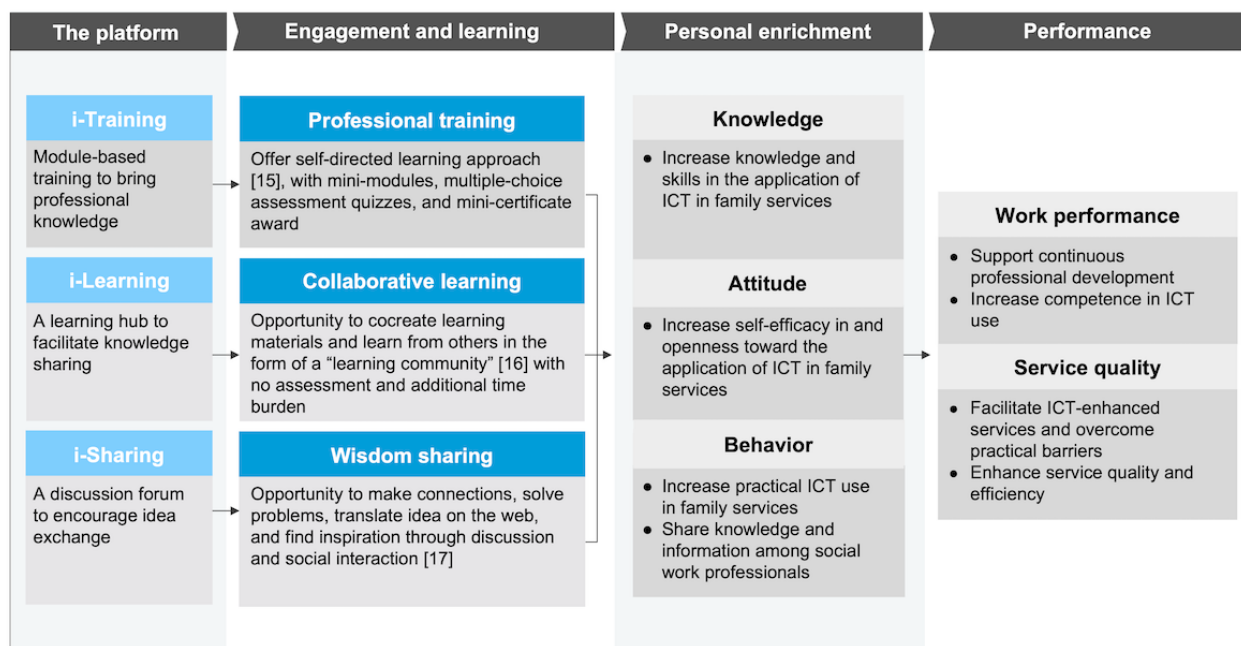 The platform
Engagement and learning
Personal enrichment
Performance
i-Training
Module-based
training to bring
professional
knowledge
i-Learning
A learning hub to
facilitate knowledge
sharing
i-Sharing
A discussion forum
to encourage idea
exchange
Professional training
Offer self-directed learning approach
[15], with mini-modules, multiple-choice
assessment quizzes, and mini-certificate
award
Collaborative learning
Opportunity to cocreate learning
materials and learn from others in the
form of a “learning community” [16] with
no assessment and additional time
burden
Wisdom sharing
Opportunity to make connections, solve
problems, translate idea on the web,
and find inspiration through discussion
and social interaction [17]
Knowledge
● Increase knowledge and
skills in the application of
ICT in family services
Attitude
● Increase self-efficacy in and
openness toward the
application of ICT in family
services
Behavior
● Increase practical ICT use
in family services
● Share knowledge and
information among social
work professionals
Work performance
● Support continuous
professional development
● Increase competence in ICT
use
Service quality
● Facilitate ICT-enhanced
services and overcome
practical barriers
● Enhance service quality and
efficiency